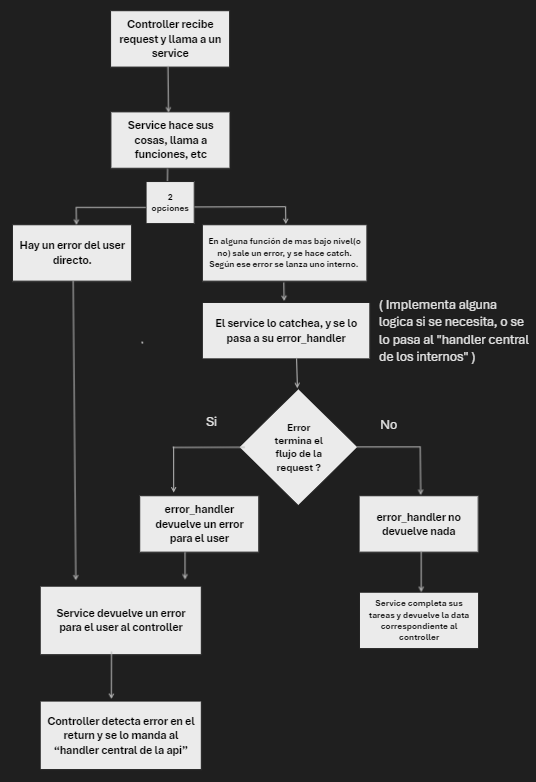 Controller recibe
request y llama a un
service
Service hace sus
cosas, llama a
funciones, etc
2
opciones
Hay un error del user
directo.
En alguna función de mas bajo nivel(o
no) sale un error, y se hace catch.
Según ese error se lanza uno interno.
El service lo catchea, y se lo
pasa a su error_handler
( Implementa alguna
logica si se necesita, o se
lo pasa al "handler central
de los internos" )
Error
termina el
flujo de la
request ?
Si
No
error_handler
devuelve un error
para el user
error_handler no
devuelve nada
Service devuelve un error
para el user al controller
Service completa sus
tareas y devuelve la data
correspondiente al
controller
Controller detecta error en el
return y se lo manda al
“handler central de la api”